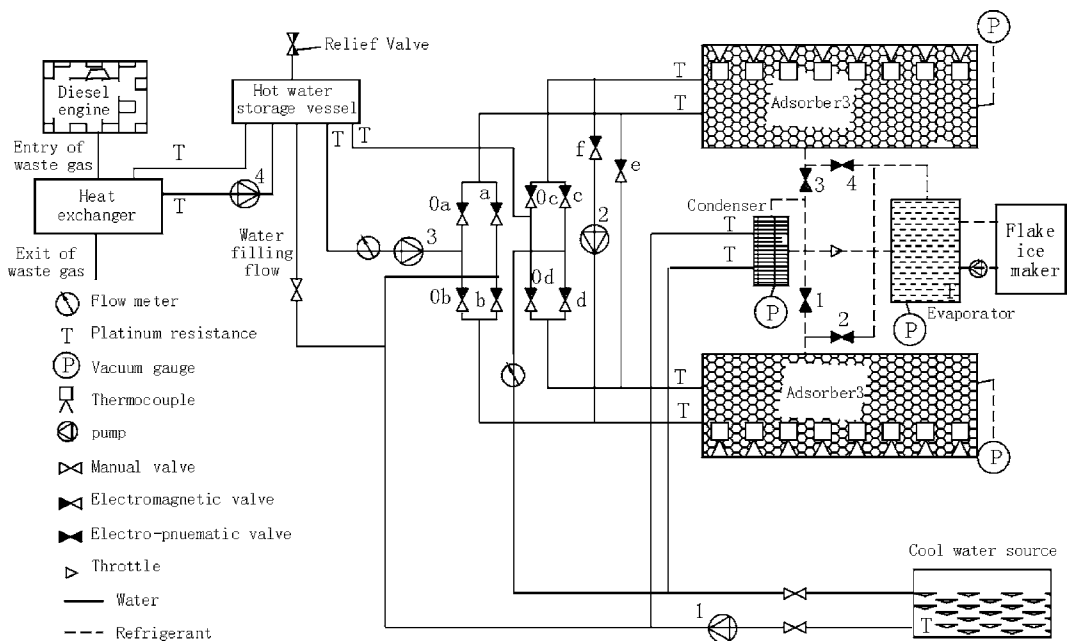 Relief Valve
P
Diesel
engine
Hot water
storage vessel
T
T
Adsorber3
Entry of
waste gas
T
T
T
f
e
Heat
exchanger
T
4
0a
a
0c
c
3
4
Condenser
T
2
Exit of
waste gas
Water
filling
flow
3
T
Flake
ice
maker
0b
b
0d
d
1
T
Flow meter
P
2
P
Evaporator
T
Platinum resistance
P
Vacuum gauge
T
Adsorber3
Thermocouple
T
pump
P
Manual valve
Electromagnetic valve
Electro-pnuematic valve
Cool water source
Throttle
Water
1
T
Refrigerant